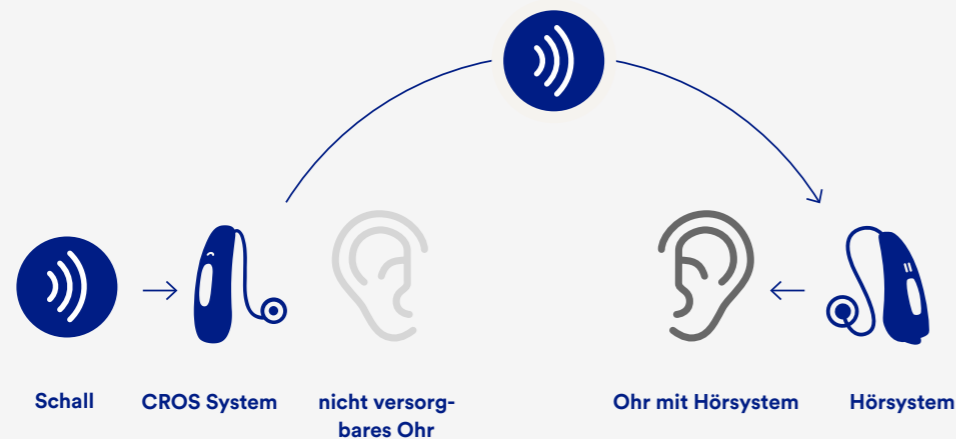 Schall
CROS System
nicht versorg-
bares Ohr
Ohr mit Hörsystem
Hörsystem